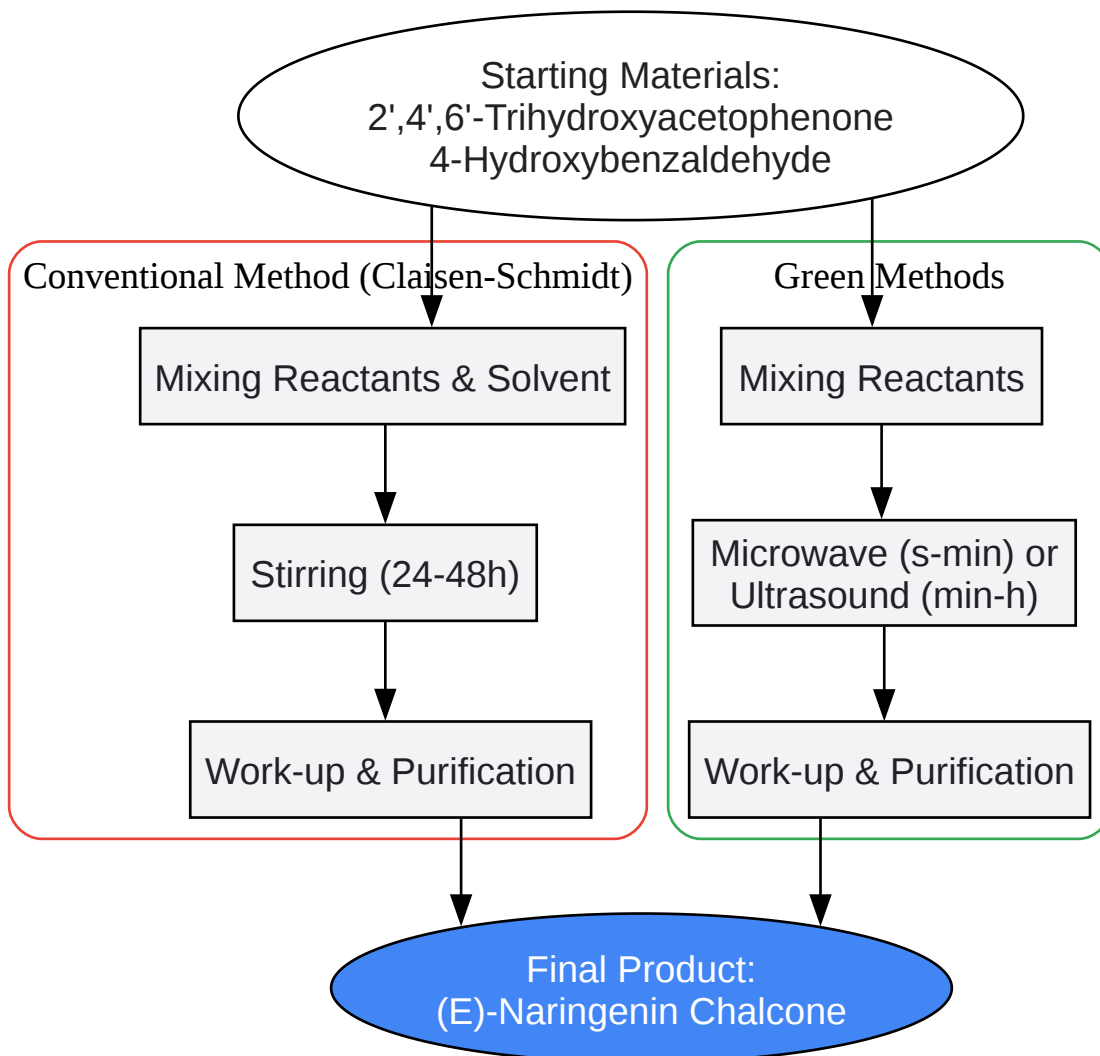 Starting Materials:
2',4',6'-Trihydroxyacetophenone
4-Hydroxybenzaldehyde
Conventional Method (Claisen-Schmidt)
Mixing Reactants & Solvent
Stirring (24-48h)
Work-up & Purification
Green Methods
Mixing Reactants
Microwave (s-min) or
Ultrasound (min-h)
Work-up & Purification
Final Product:
(E)-Naringenin Chalcone